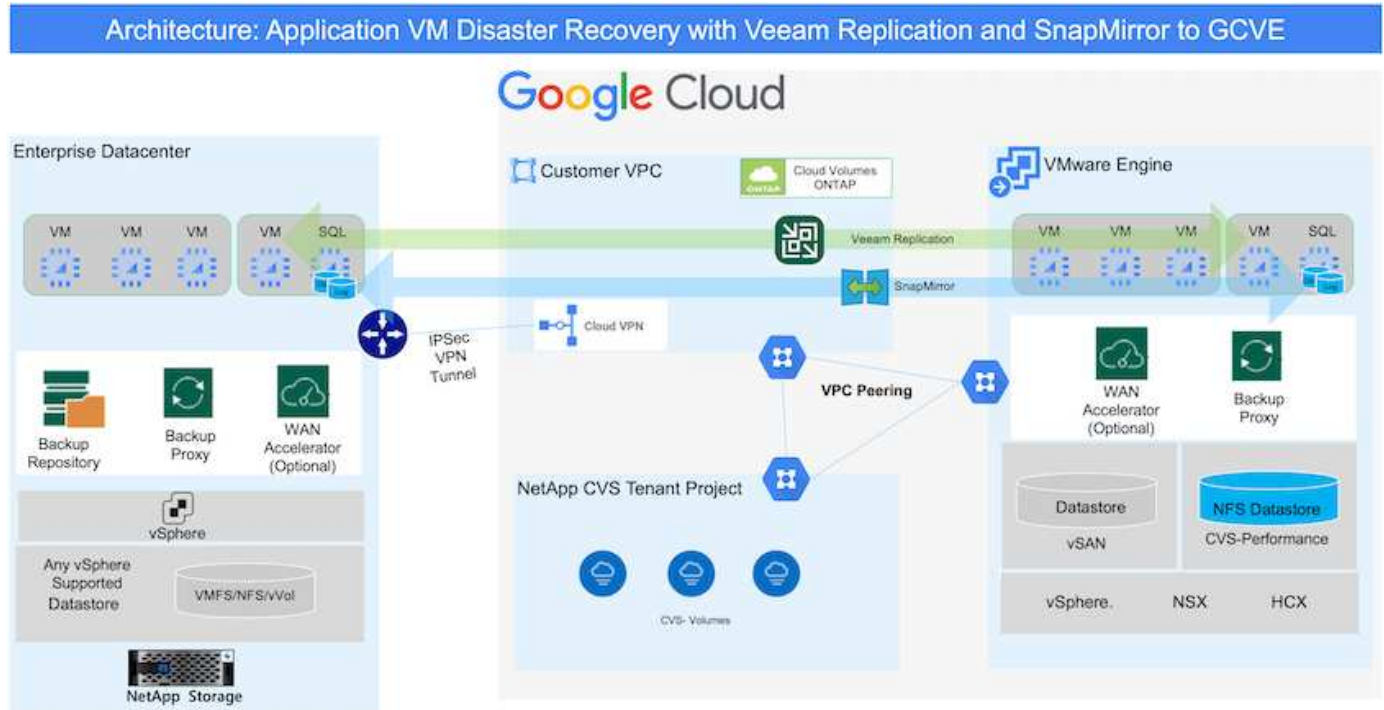 Architecture: Application VM Disaster Recovery with Veeam Replication and SnapMirror to GCVE
Google Cloud
Enterprise Datacenter
VM
VM
VM
VM
SQL
IPSec
VPN
Tunnel
Backup
Repository
Backup
Proxy
WAN
Accelerator
(Optional)
vSphere
Any vSphere
Supported
Datastore
VMFS/NFS/vVol
NetApp Storage
Customer VPC
ONTAP
Cloud Volumes
ONTAP
Veeam Replication
SnapMirror
Cloud VPN
VPC Peering
NetApp CVS Tenant Project
CVS- Volumes
VMware Engine
VM
VM
VM
VM
SQL
WAN
Accelerator
(Optional)
Backup
Proxy
Datastore
vSAN
NFS Datastore
CVS-Performance
vSphere.
NSX
HCX